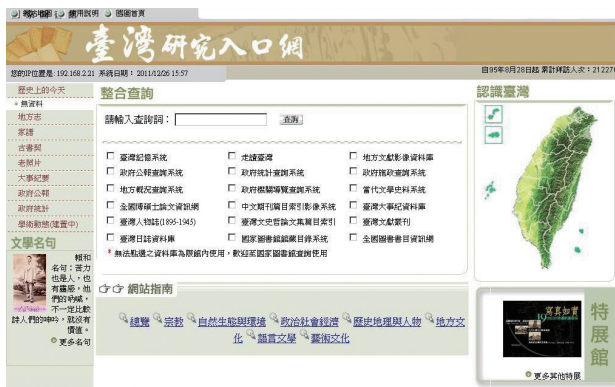 網站地圖 使用說明 國圖首頁
臺灣研究入口網
您的IP位置是: 192.168.2.21 系統日期: 2011/12/26 15:57
自95年8月28日起 累計拜訪人次: 212270
歷史上的今天
無資料
地方志
家譜
古書契
老照片
大事紀要
政府公報
政府統計
學術動態(建置中)
文學名句
賴和
名句:苦力
也是人,也
有靈感,他
們的吶喊,
不一定比較
詩人們的呻吟,就沒有
價值。
更多名句
整合查詢
請輸入查詢詞:
查詢
臺灣記憶系統 走讀臺灣 地方文獻影像資料庫
政府公報查詢系統 政府統計查詢系統 政府施政查詢系統
地方概況查詢系統 政府機關導覽查詢系統 當代文學史料系統
全國博碩士論文資訊網 中文期刊篇目索引影像系統 臺灣大事紀資料庫
臺灣人物誌(1895-1945) 臺灣文史哲論文集篇目索引 臺灣文獻叢刊
臺灣日誌資料庫 國家圖書館館藏目錄系統 全國圖書書目資訊網
* 無法點選之資料庫為限館內使用,歡迎至國家圖書館查詢使用
網站指南
總覽 宗教 自然生態與環境 政治社會經濟 歷史地理與人物 地方文
化 語言文學 藝術文化
認識臺灣
寫真如實
特展館
更多其他特展